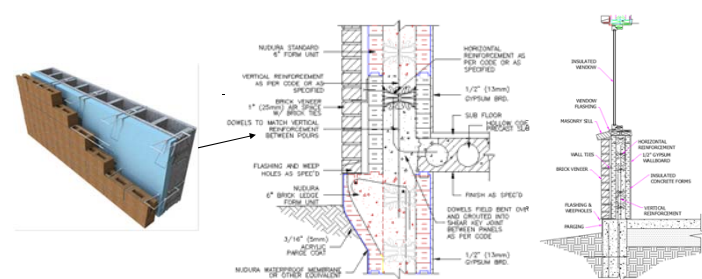 NUDURA STANDARD
6" FORM UNIT
VERTICAL REINFORCEMENT
AS PER CODE OR AS
SPECIFIED
BRICK VENEER
1" (25mm) AIR SPACE
W/ BRICK TIES
DOWELS TO MATCH VERTICAL
REINFORCEMENT
BETWEEN POURS
FLASHING AND WEEP
HOLES AS SPEC'D
NUDURA
6" BRICK LEDGE
FORM UNIT
3/16" (5mm)
ACRYLIC
PARGE COAT
NUDURA WATERPROOF MEMBRANE
OR OTHER EQUIVALENT
HORIZONTAL
REINFORCEMENT AS
PER CODE OR AS
SPECIFIED
1/2" (13mm)
GYPSUM BRD.
SUB FLOOR
HOLLOW CORE
PRECAST SLB
FINISH AS SPEC'D
DOWELS FIELD BENT OVER
AND GROUTED INTO
SHEAR KEY JOINT
BETWEEN PANELS
AS PER CODE
1/2" (13mm)
GYPSUM BRD.
INSULATED
WINDOW
WINDOW
FLASHING
MASONRY SILL
WALL TIES
BRICK VENEER
FLASHING &
WEEPHOLES
PARGING
HORIZONTAL
REINFORCEMENT
1/2" GYPSUM
WALLBOARD
INSULATED
CONCRETE FORMS
VERTICAL
REINFORCEMENT